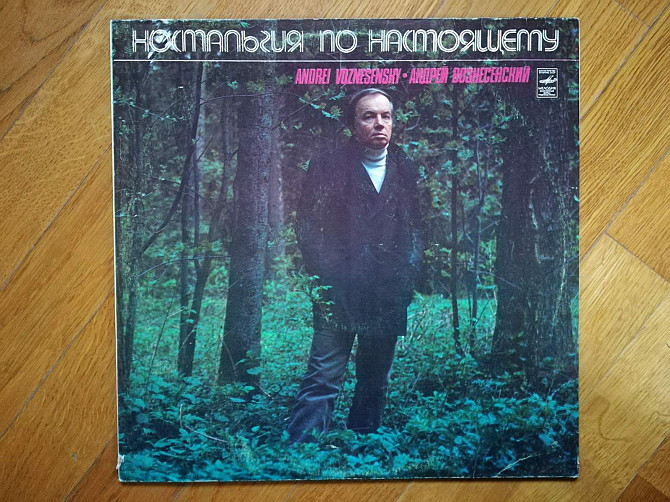 НОСТАЛЬГИЯ ПО НАСТОЯЩЕМУ
ANDREI VOZNESENSKY • АНДРЕЙ ВОЗНЕСЕНСКИЙ